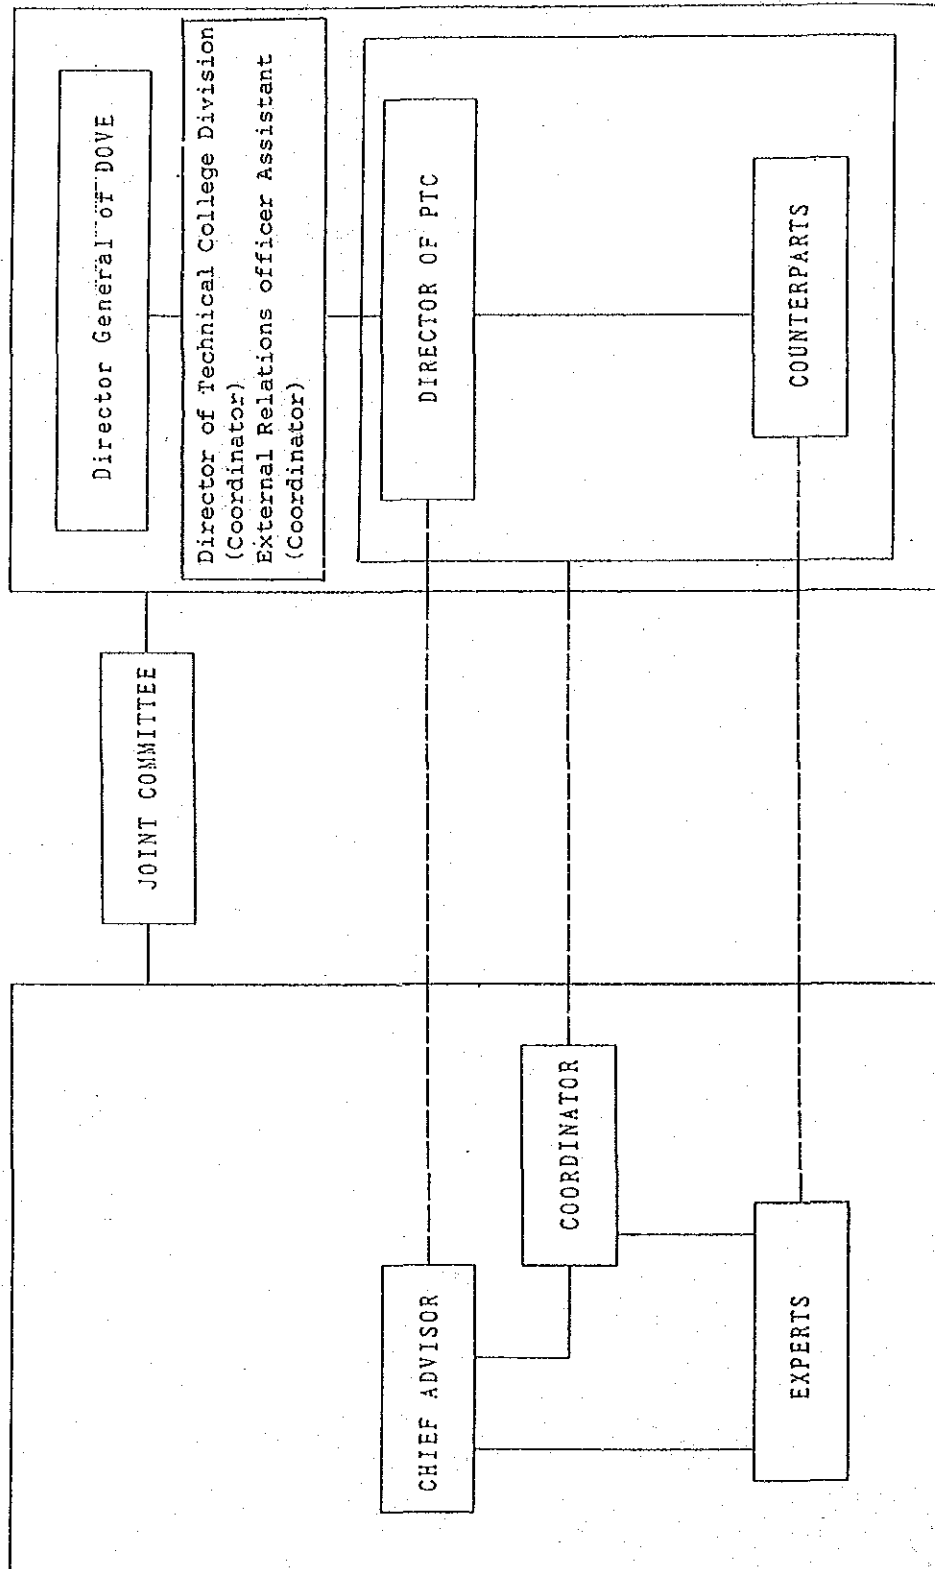 Director General of DOVE
JOINT COMMITTEE
Director of Technical College Division
(Coordinator)
External Relations officer Assistant
(Coordinator)
CHIEF ADVISOR
DIRECTOR OF PTC
COORDINATOR
EXPERTS
COUNTERPARTS